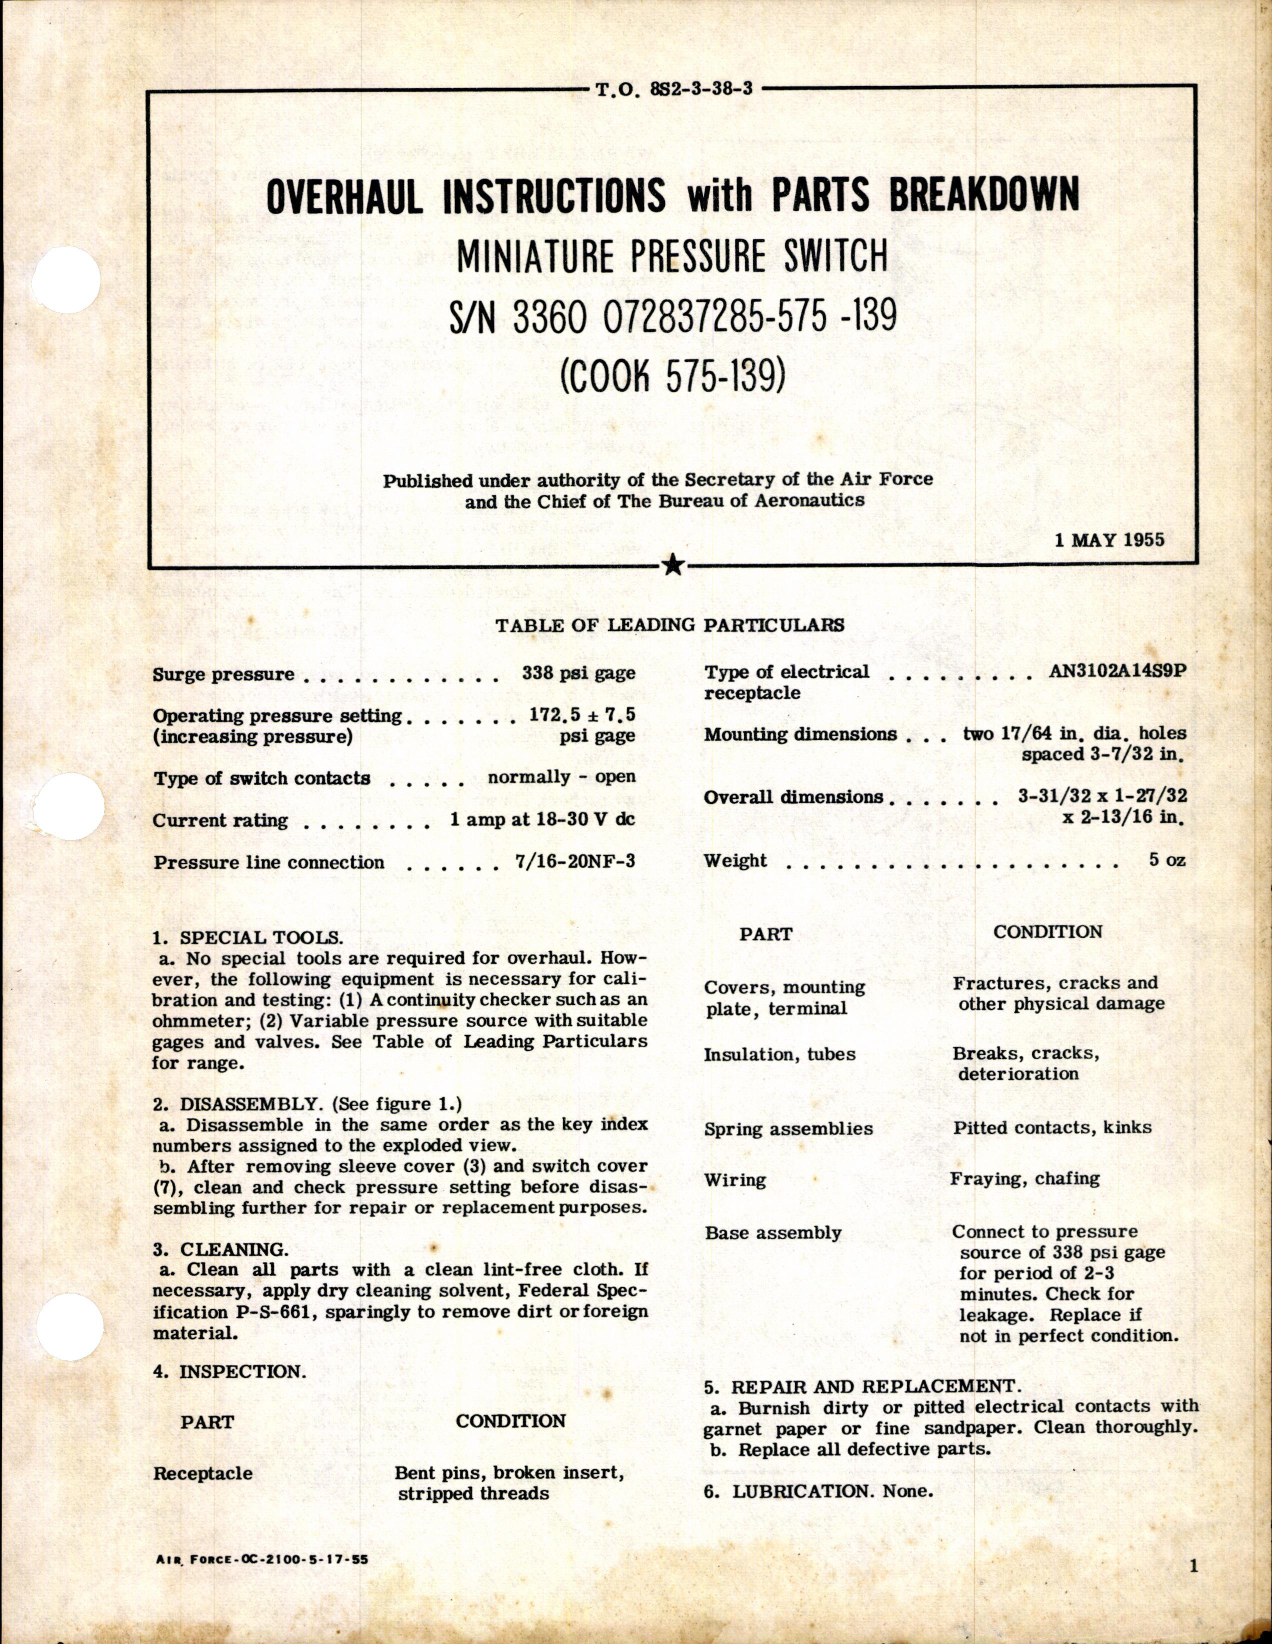 T.O. 8S2-3-38-3
OVERHAUL INSTRUCTIONS with PARTS BREAKDOWN
MINIATURE PRESSURE SWITCH
S/N 3360 072837285-575 -139
(COOK 575-139)
Published under authority of the Secretary of the Air Force
and the Chief of The Bureau of Aeronautics
1 MAY 1955
TABLE OF LEADING PARTICULARS
Surge pressure . . . . . . . . . . . . 338 psi gage
Operating pressure setting. . . . . . . 172.5 ± 7.5
(increasing pressure) psi gage
Type of switch contacts . . . . . normally - open
Current rating . . . . . . . . 1 amp at 18-30 V dc
Pressure line connection . . . . . . 7/16-20NF-3
Type of electrical . . . . . . . . . AN3102A14S9P
receptacle
Mounting dimensions . . . two 17/64 in. dia. holes
spaced 3-7/32 in.
Overall dimensions. . . . . . . 3-31/32 x 1-27/32
x 2-13/16 in.
Weight . . . . . . . . . . . . . . . . . . . . 5 oz
1. SPECIAL TOOLS.
a. No special tools are required for overhaul. How-
ever, the following equipment is necessary for cali-
bration and testing: (1) A continuity checker such as an
ohmmeter; (2) Variable pressure source with suitable
gages and valves. See Table of Leading Particulars
for range.
2. DISASSEMBLY. (See figure 1.)
a. Disassemble in the same order as the key index
numbers assigned to the exploded view.
b. After removing sleeve cover (3) and switch cover
(7), clean and check pressure setting before disas-
sembling further for repair or replacement purposes.
3. CLEANING.
a. Clean all parts with a clean lint-free cloth. If
necessary, apply dry cleaning solvent, Federal Spec-
ification P-S-661, sparingly to remove dirt or foreign
material.
4. INSPECTION.
PART CONDITION
Receptacle Bent pins, broken insert,
stripped threads
PART CONDITION
Covers, mounting Fractures, cracks and
plate, terminal other physical damage
Insulation, tubes Breaks, cracks,
deterioration
Spring assemblies Pitted contacts, kinks
Wiring Fraying, chafing
Base assembly Connect to pressure
source of 338 psi gage
for period of 2-3
minutes. Check for
leakage. Replace if
not in perfect condition.
5. REPAIR AND REPLACEMENT.
a. Burnish dirty or pitted electrical contacts with
garnet paper or fine sandpaper. Clean thoroughly.
b. Replace all defective parts.
6. LUBRICATION. None.
AIR FORCE-OC-2100-5-17-55
1